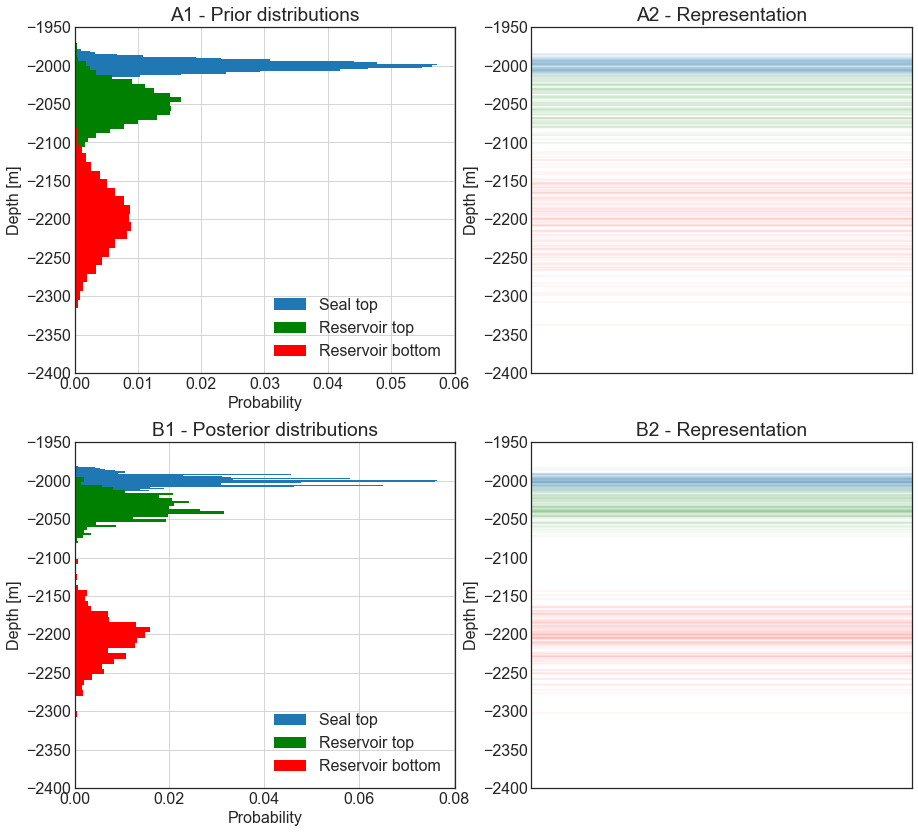 A1 - Prior distributions
−1950
−2000
−2050
−2100
−2150
−2200
−2250
−2300
−2350
−2400
Depth [m]
0.00 0.01 0.02 0.03 0.04 0.05 0.06
Probability
Seal top
Reservoir top
Reservoir bottom
A2 - Representation
−1950
−2000
−2050
−2100
−2150
−2200
−2250
−2300
−2350
−2400
Depth [m]
B1 - Posterior distributions
−1950
−2000
−2050
−2100
−2150
−2200
−2250
−2300
−2350
−2400
Depth [m]
0.00 0.02 0.04 0.06 0.08
Probability
Seal top
Reservoir top
Reservoir bottom
B2 - Representation
−1950
−2000
−2050
−2100
−2150
−2200
−2250
−2300
−2350
−2400
Depth [m]